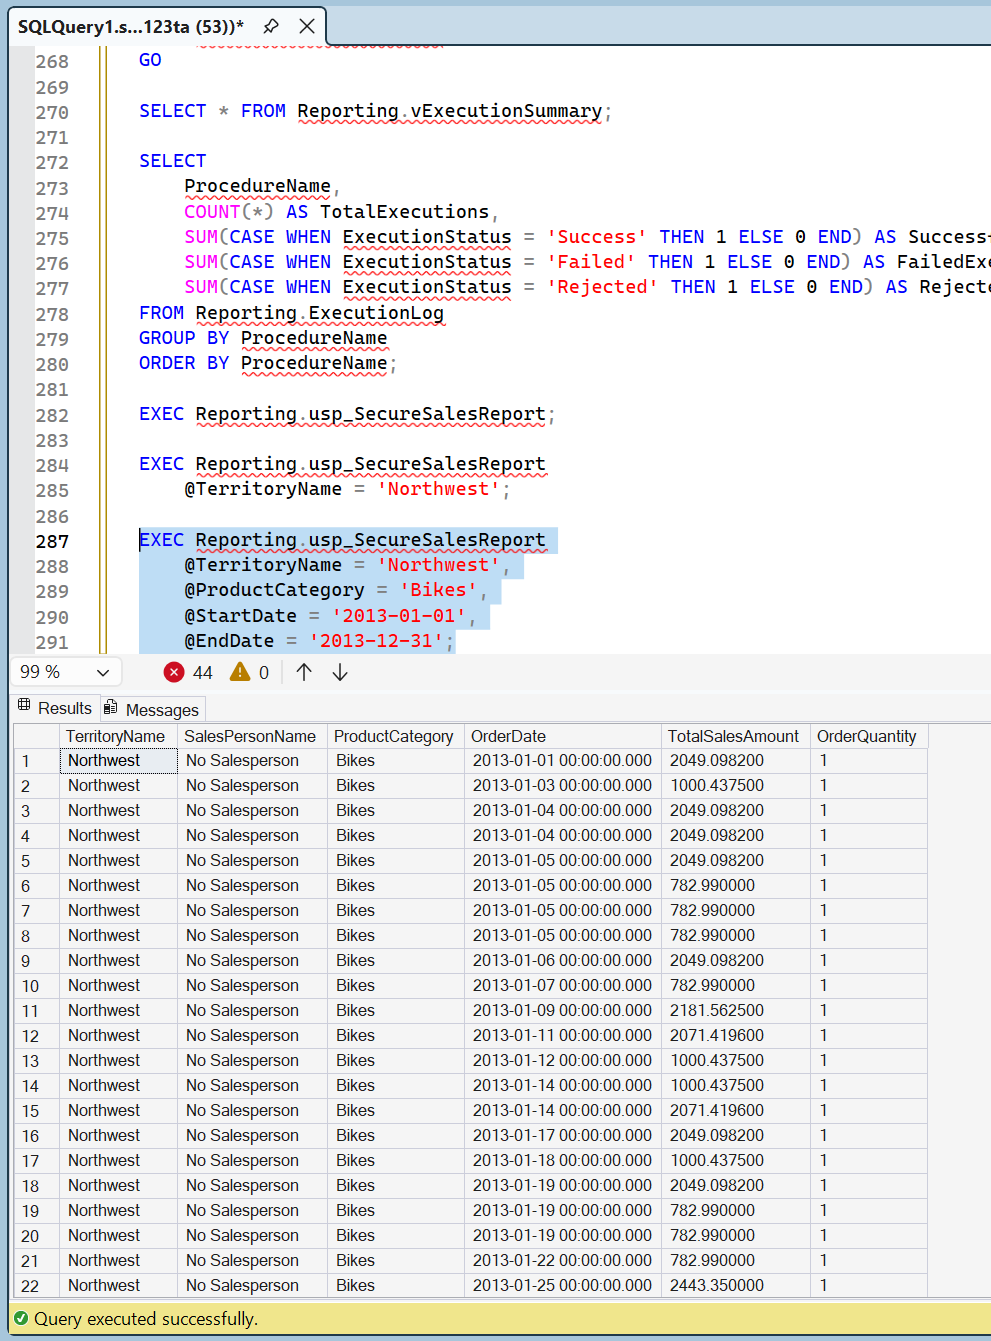 SQLQuery1.s...123ta (53))*
268 GO
269
270 SELECT * FROM Reporting.vExecutionSummary;
271
272 SELECT
273 ProcedureName,
274 COUNT(*) AS TotalExecutions,
275 SUM(CASE WHEN ExecutionStatus = 'Success' THEN 1 ELSE 0 END) AS Success
276 SUM(CASE WHEN ExecutionStatus = 'Failed' THEN 1 ELSE 0 END) AS FailedExe
277 SUM(CASE WHEN ExecutionStatus = 'Rejected' THEN 1 ELSE 0 END) AS Rejecte
278 FROM Reporting.ExecutionLog
279 GROUP BY ProcedureName
280 ORDER BY ProcedureName;
281
282 EXEC Reporting.usp_SecureSalesReport;
283
284 EXEC Reporting.usp_SecureSalesReport
285 @TerritoryName = 'Northwest';
286
287 EXEC Reporting.usp_SecureSalesReport
288 @TerritoryName = 'Northwest',
289 @ProductCategory = 'Bikes',
290 @StartDate = '2013-01-01',
291 @EndDate = '2013-12-31';
99 % 44 0
Results Messages
TerritoryName SalesPersonName ProductCategory OrderDate TotalSalesAmount OrderQuantity
1 Northwest No Salesperson Bikes 2013-01-01 00:00:00.000 2049.098200 1
2 Northwest No Salesperson Bikes 2013-01-03 00:00:00.000 1000.437500 1
3 Northwest No Salesperson Bikes 2013-01-04 00:00:00.000 2049.098200 1
4 Northwest No Salesperson Bikes 2013-01-04 00:00:00.000 2049.098200 1
5 Northwest No Salesperson Bikes 2013-01-05 00:00:00.000 2049.098200 1
6 Northwest No Salesperson Bikes 2013-01-05 00:00:00.000 782.990000 1
7 Northwest No Salesperson Bikes 2013-01-05 00:00:00.000 782.990000 1
8 Northwest No Salesperson Bikes 2013-01-05 00:00:00.000 782.990000 1
9 Northwest No Salesperson Bikes 2013-01-06 00:00:00.000 2049.098200 1
10 Northwest No Salesperson Bikes 2013-01-07 00:00:00.000 782.990000 1
11 Northwest No Salesperson Bikes 2013-01-09 00:00:00.000 2181.562500 1
12 Northwest No Salesperson Bikes 2013-01-11 00:00:00.000 2071.419600 1
13 Northwest No Salesperson Bikes 2013-01-12 00:00:00.000 1000.437500 1
14 Northwest No Salesperson Bikes 2013-01-14 00:00:00.000 1000.437500 1
15 Northwest No Salesperson Bikes 2013-01-14 00:00:00.000 2071.419600 1
16 Northwest No Salesperson Bikes 2013-01-17 00:00:00.000 2049.098200 1
17 Northwest No Salesperson Bikes 2013-01-18 00:00:00.000 1000.437500 1
18 Northwest No Salesperson Bikes 2013-01-19 00:00:00.000 2049.098200 1
19 Northwest No Salesperson Bikes 2013-01-19 00:00:00.000 782.990000 1
20 Northwest No Salesperson Bikes 2013-01-19 00:00:00.000 782.990000 1
21 Northwest No Salesperson Bikes 2013-01-22 00:00:00.000 782.990000 1
22 Northwest No Salesperson Bikes 2013-01-25 00:00:00.000 2443.350000 1
Query executed successfully.